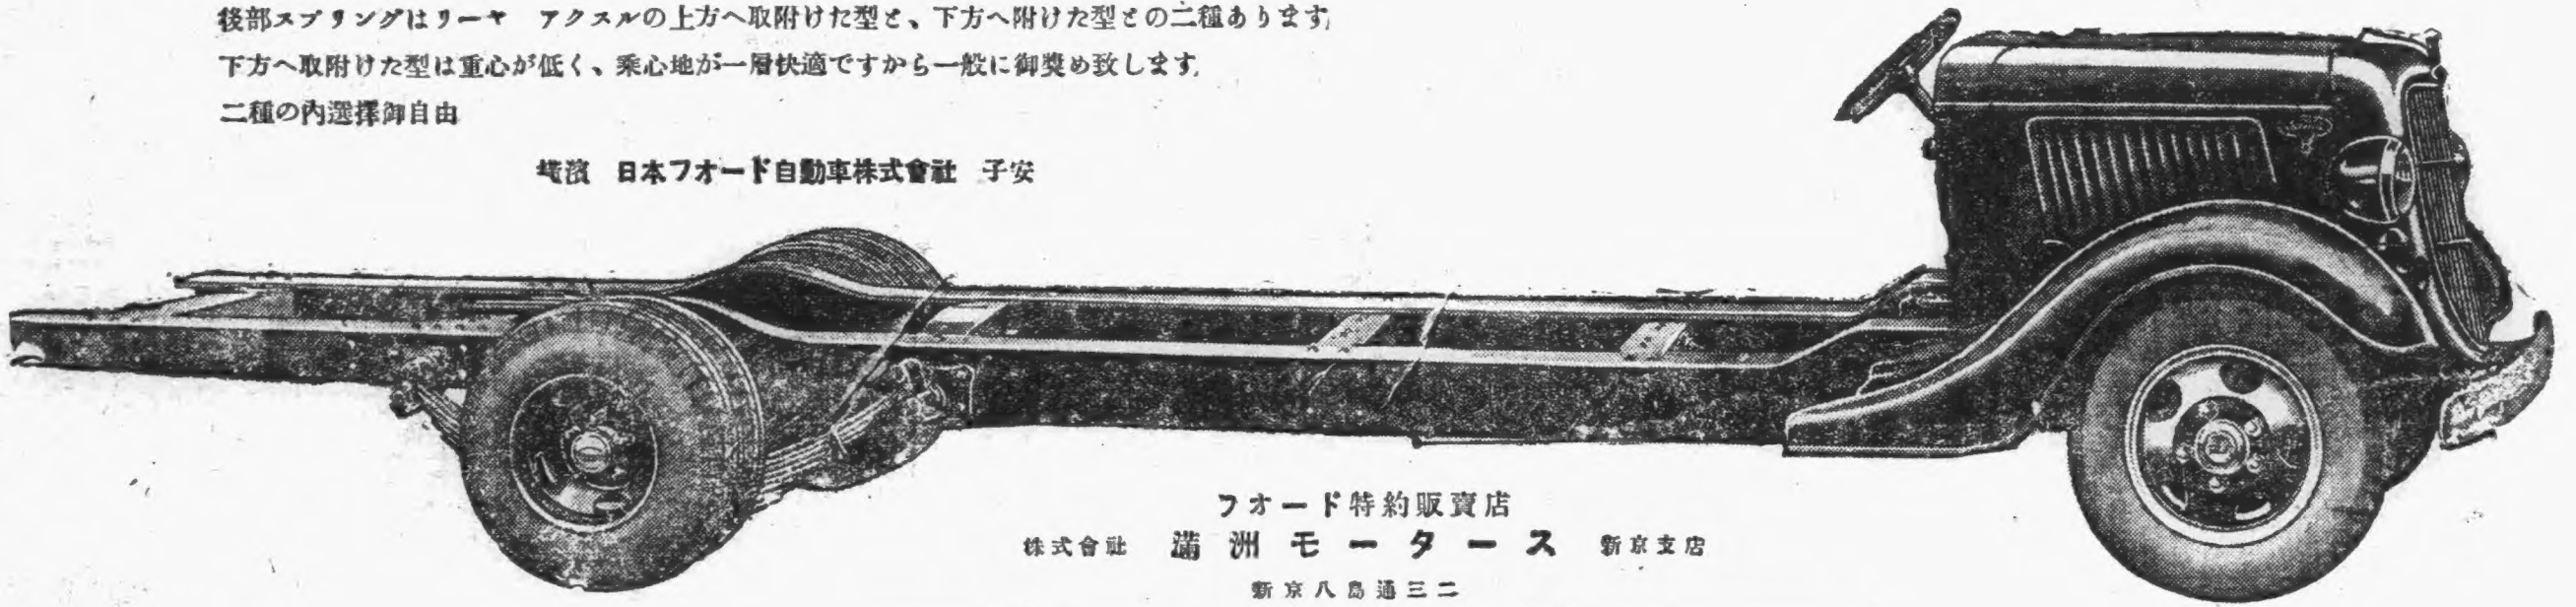 後部スプリングはリーヤ アクスルの上方へ取附けた型と、下方へ附けた型との二種あります
下方へ取附けた型は重心が低く、乘心地が一層快適ですから一般に御奬め致します
二種の內選擇御自由
橫濱 日本フオード自動車株式會社 子安
フオード特約販賣店
株式會社 滿洲モータース 新京支店
新京八島通三二